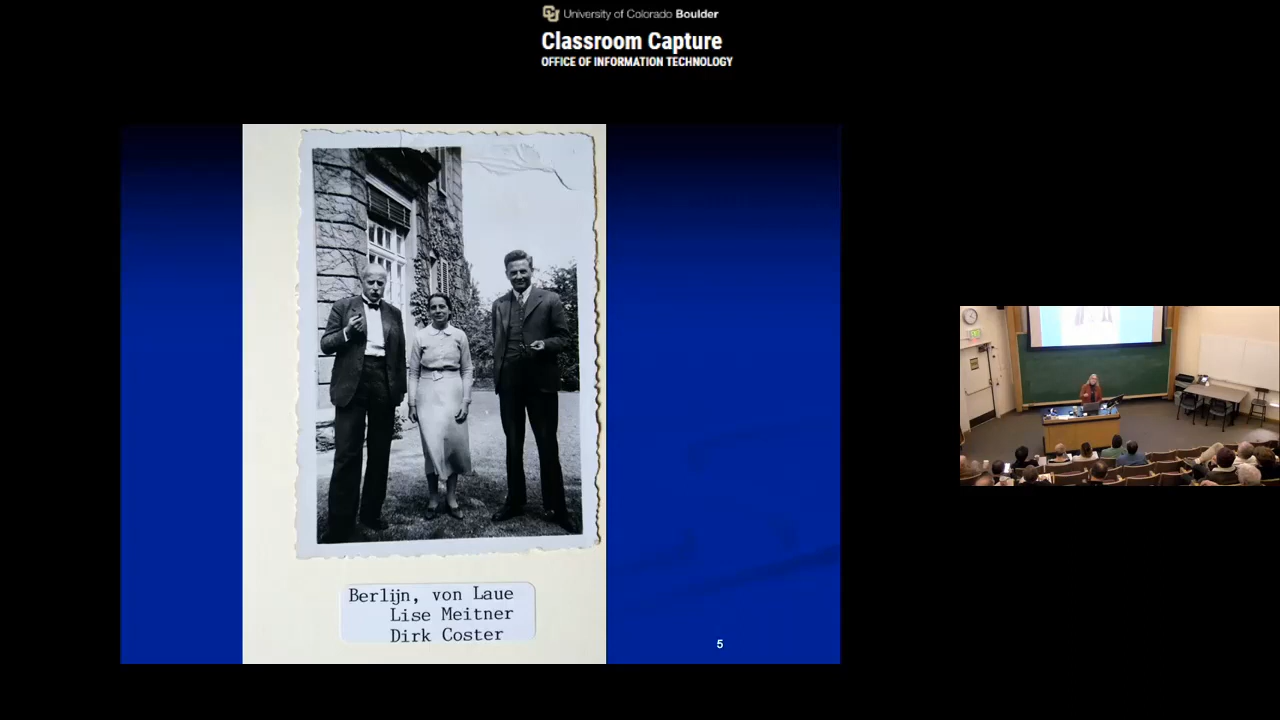 University of Colorado Boulder
Classroom Capture
OFFICE OF INFORMATION TECHNOLOGY
Berlijn, von Laue
Lise Meitner
Dirk Coster
5